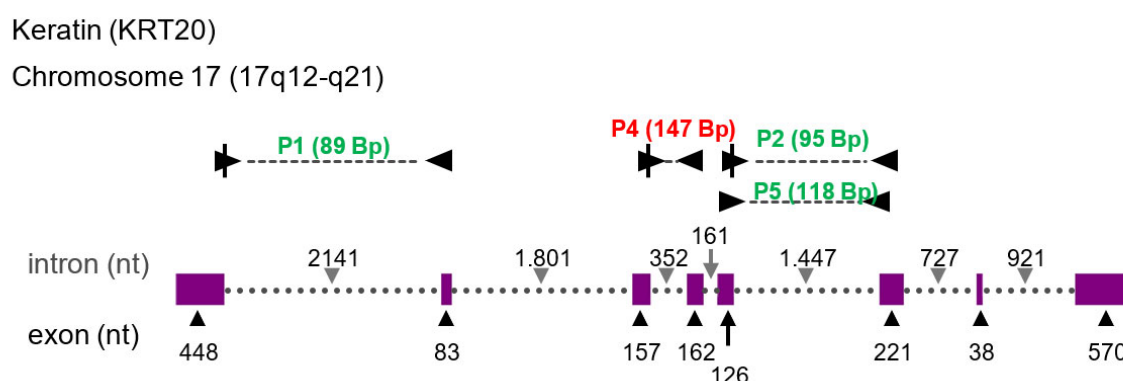 Keratin (KRT20)
Chromosome 17 (17q12-q21)
P1 (89 Bp)
P4 (147 Bp)
P2 (95 Bp)
P5 (118 Bp)
intron (nt)
2141
1.801
352
161
1.447
727
921
exon (nt)
448
83
157
162
126
221
38
570